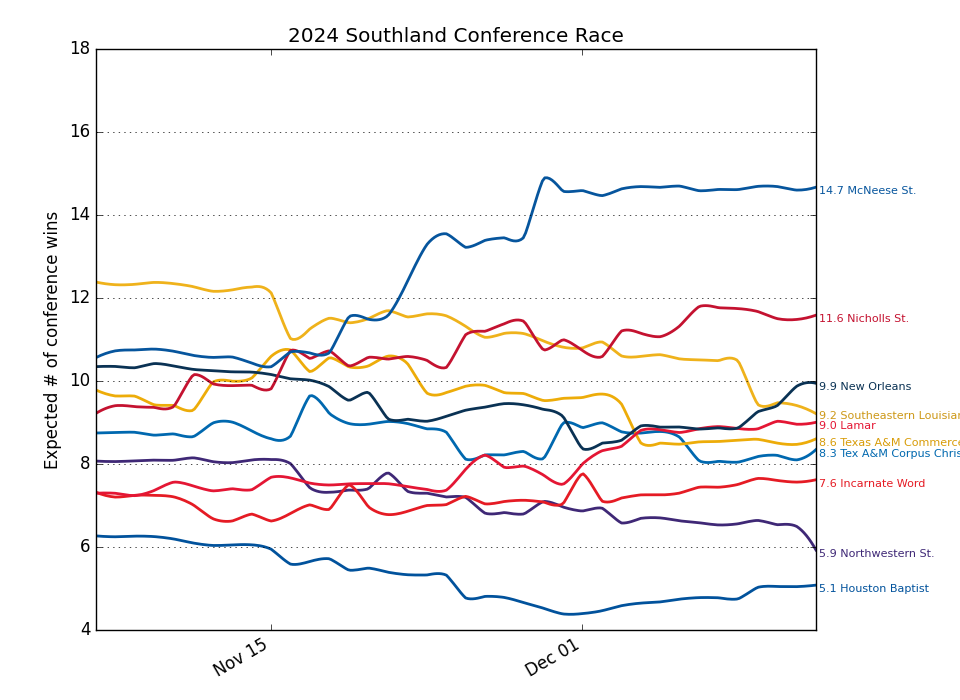 2024 Southland Conference Race
Expected # of conference wins
18
16
14
12
10
8
6
4
Nov 15
Dec 01
14.7 McNeese St.
11.6 Nicholls St.
9.9 New Orleans
9.2 Southeastern Louisian
9.0 Lamar
8.6 Texas A&M Commerce
8.3 Tex A&M Corpus Chris
7.6 Incarnate Word
5.9 Northwestern St.
5.1 Houston Baptist